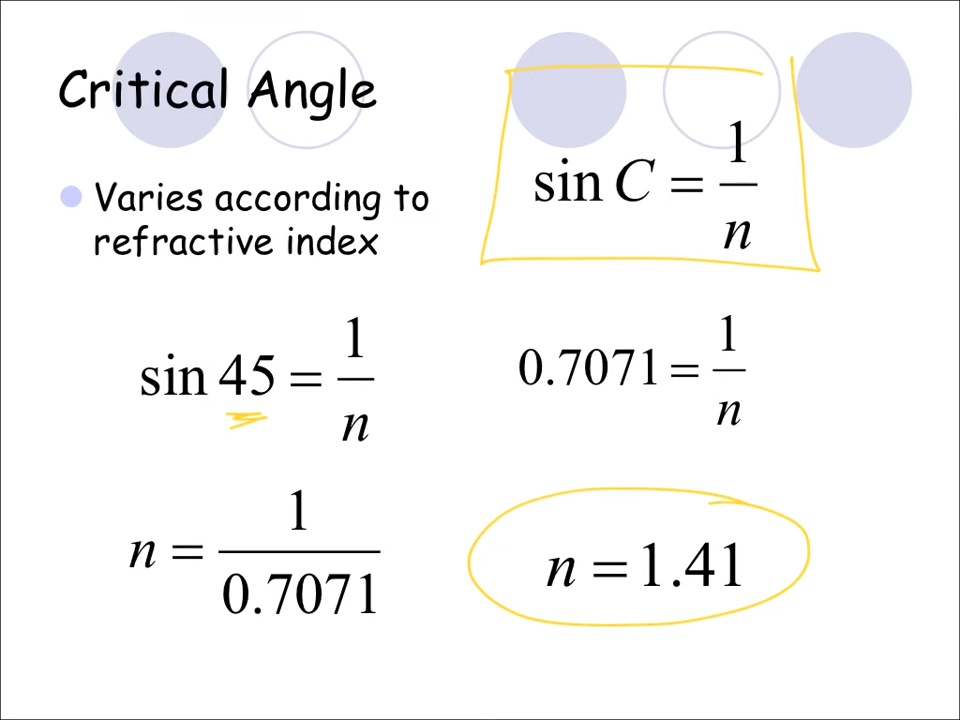 Critical Angle
Varies according to
refractive index
sin C = 1/n
sin 45 = 1/n
0.7071 = 1/n
n = 1/0.7071
n = 1.41